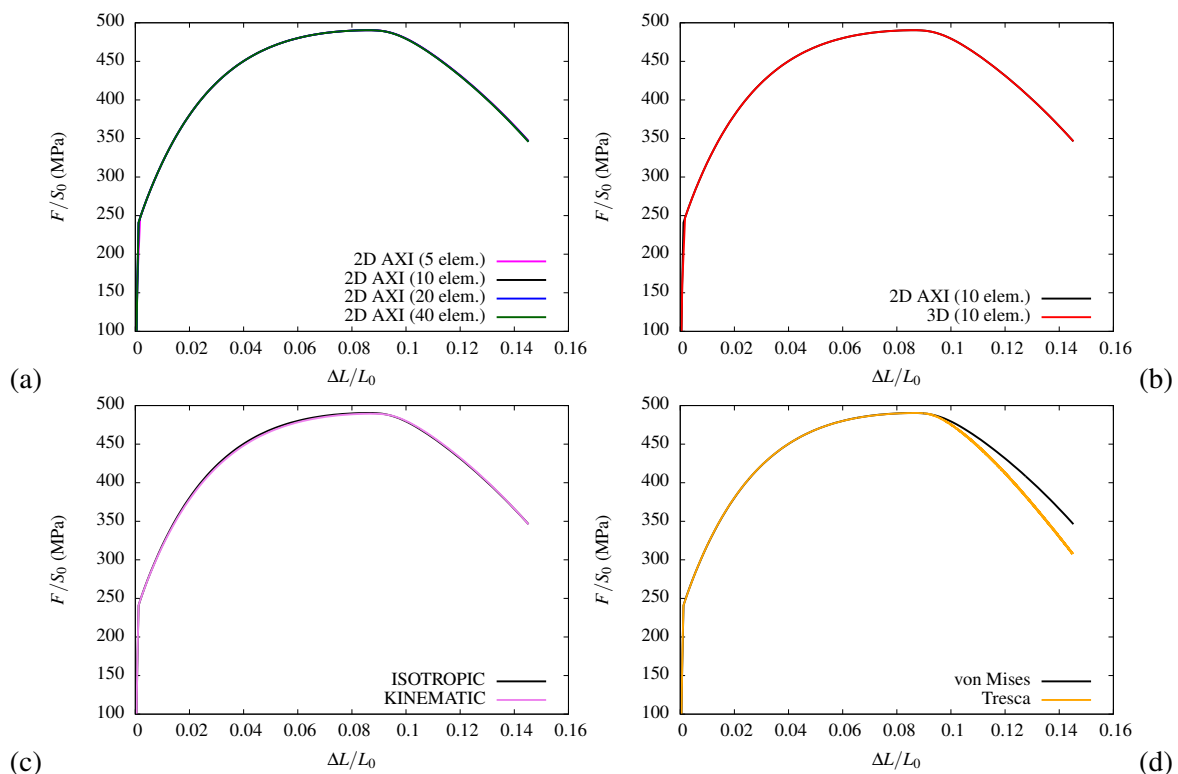 500
450
400
350
300
250
200
150
100
F/S0 (MPa)
2D AXI (5 elem.)
2D AXI (10 elem.)
2D AXI (20 elem.)
2D AXI (40 elem.)
0 0.02 0.04 0.06 0.08 0.1 0.12 0.14 0.16
ΔL/L0
(a)
500
450
400
350
300
250
200
150
100
F/S0 (MPa)
2D AXI (10 elem.)
3D (10 elem.)
0 0.02 0.04 0.06 0.08 0.1 0.12 0.14 0.16
ΔL/L0
(b)
500
450
400
350
300
250
200
150
100
F/S0 (MPa)
ISOTROPIC
KINEMATIC
0 0.02 0.04 0.06 0.08 0.1 0.12 0.14 0.16
ΔL/L0
(c)
500
450
400
350
300
250
200
150
100
F/S0 (MPa)
von Mises
Tresca
0 0.02 0.04 0.06 0.08 0.1 0.12 0.14 0.16
ΔL/L0
(d)